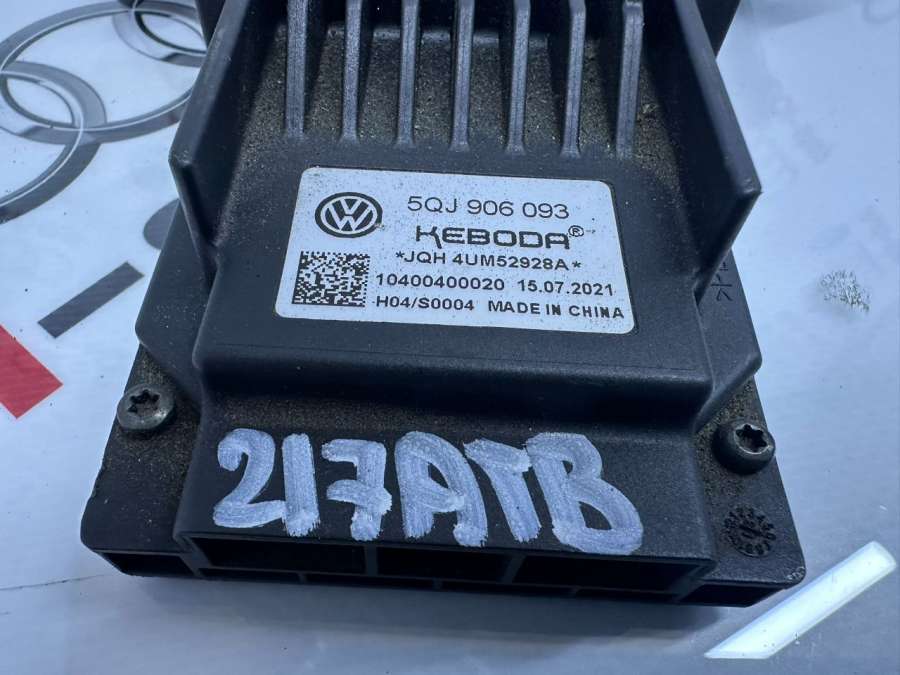 5QJ 906 093
KEBODA®
*JQH 4UM52928A*
10400400020 15.07.2021
H04/S0004 MADE IN CHINA
217ATB